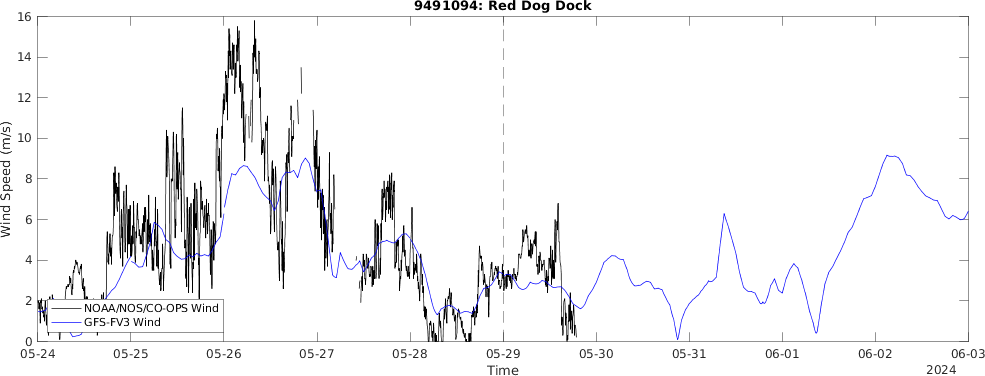 9491094: Red Dog Dock
Wind Speed (m/s)
16
14
12
10
8
6
4
2
0
NOAA/NOS/CO-OPS Wind
GFS-FV3 Wind
05-24 05-25 05-26 05-27 05-28 05-29 05-30 05-31 06-01 06-02 06-03
Time
2024